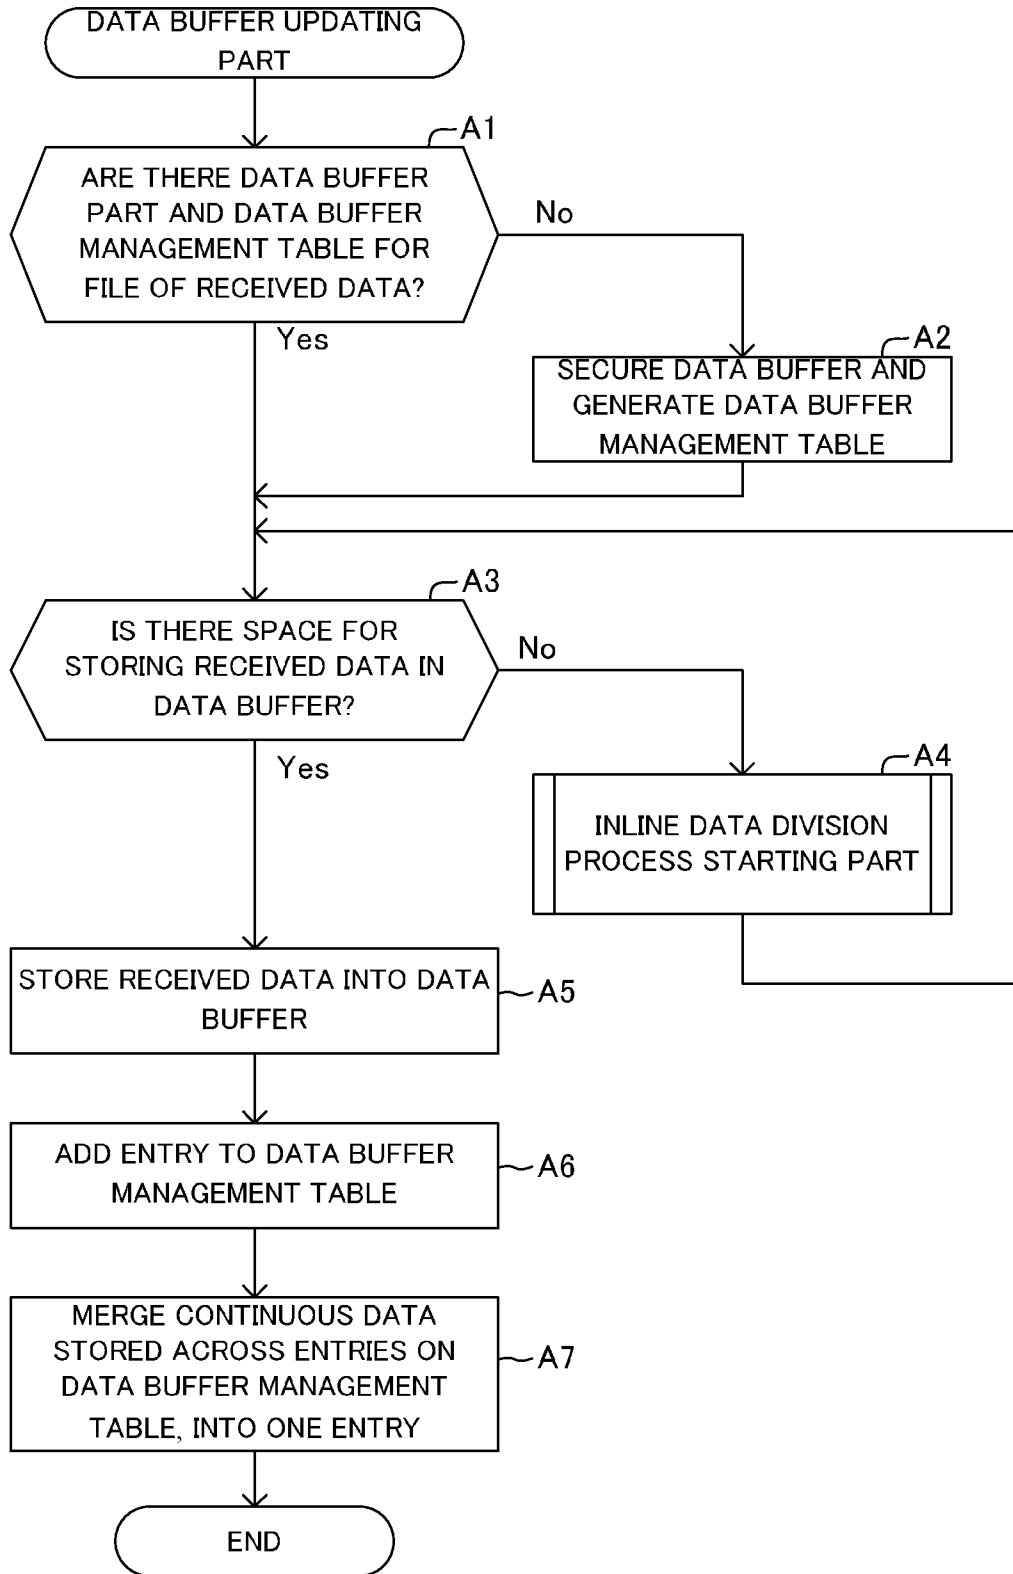 DATA BUFFER UPDATING
PART
A1
ARE THERE DATA BUFFER
PART AND DATA BUFFER
MANAGEMENT TABLE FOR
FILE OF RECEIVED DATA?
No
Yes
A2
SECURE DATA BUFFER AND
GENERATE DATA BUFFER
MANAGEMENT TABLE
A3
IS THERE SPACE FOR
STORING RECEIVED DATA IN
DATA BUFFER?
No
Yes
A4
INLINE DATA DIVISION
PROCESS STARTING PART
STORE RECEIVED DATA INTO DATA
BUFFER
A5
ADD ENTRY TO DATA BUFFER
MANAGEMENT TABLE
A6
MERGE CONTINUOUS DATA
STORED ACROSS ENTRIES ON
DATA BUFFER MANAGEMENT
TABLE, INTO ONE ENTRY
A7
END